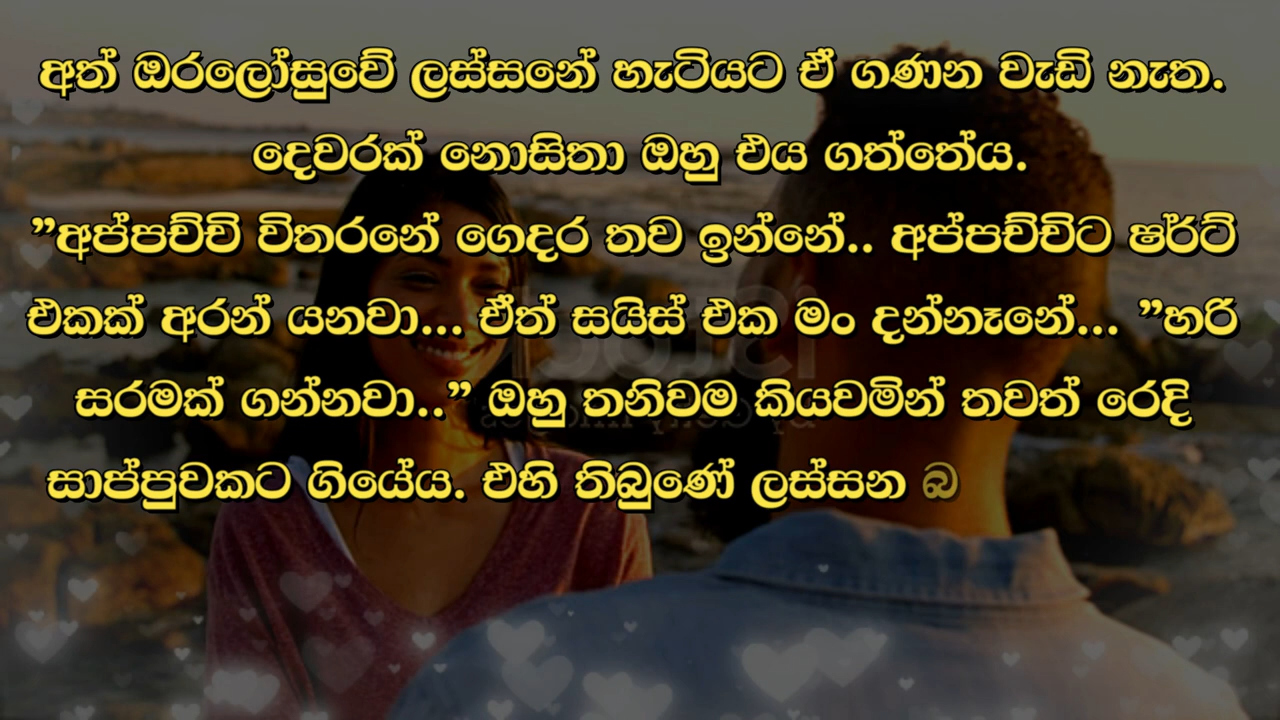 අත් ඔරලෝසුවේ ලස්සනේ හැටියට ඒ ගණන වැඩි නැත.
දෙවරක් නොසිතා ඔහු එය ගත්තේය.
”අප්පච්චි විතරනේ ගෙදර තව ඉන්නේ.. අප්පච්චිට ෂර්ට්
එකක් අරන් යනවා... ඒත් සයිස් එක මං දන්නෑනේ... ”හරි
සරමක් ගන්නවා..” ඔහු තනිවම කියවමින් තවත් රෙදි
සාප්පුවකට ගියේය. එහි තිබුණේ ලස්සන බ